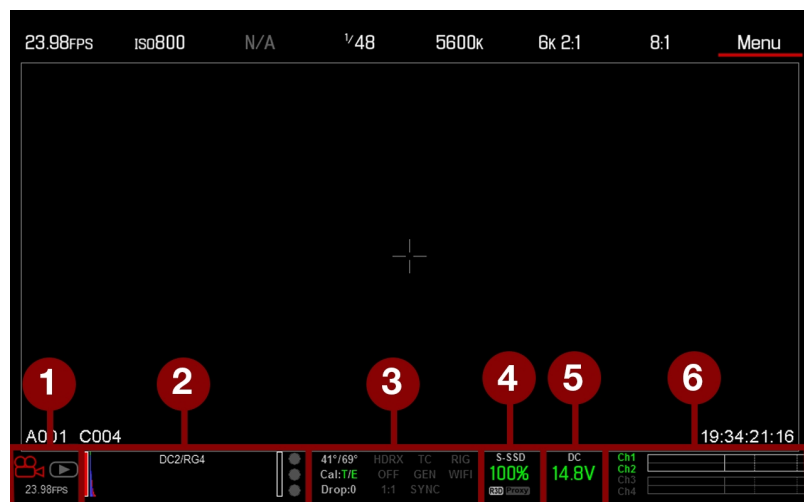 23.98FPS ISO800 N/A 1/48 5600K 6K 2:1 8:1 Menu
1 2 3 4 5 6
A001 C004 19:34:21:16
DC2/RG4 41°/69° HDRX TC RIG S-SSD DC Ch1
Cal:T/E OFF GEN WIFI 100% 14.8V Ch2
23.98FPS Drop:0 1:1 SYNC R3D Proxy Ch3
Ch4